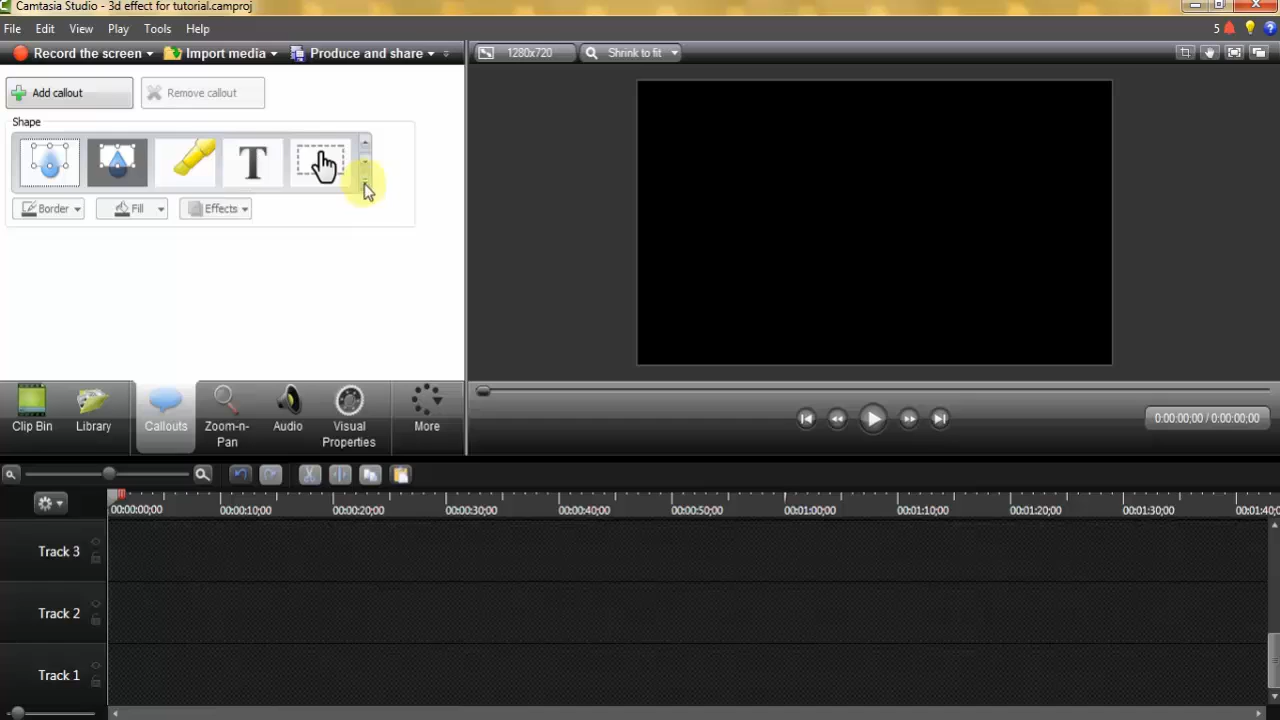 Camtasia Studio - 3d effect for tutorial.camproj
File Edit View Play Tools Help 5
Record the screen Import media Produce and share 1280x720 Shrink to fit
Add callout Remove callout
Shape
T
Border Fill Effects
Clip Bin Library Callouts Zoom-n-Pan Audio Visual Properties More
0:00:00;00 / 0:00:00;00
00:00:00;00 00:00:10;00 00:00:20;00 00:00:30;00 00:00:40;00 00:00:50;00 00:01:00;00 00:01:10;00 00:01:20;00 00:01:30;00 00:01:40;0
Track 3
Track 2
Track 1